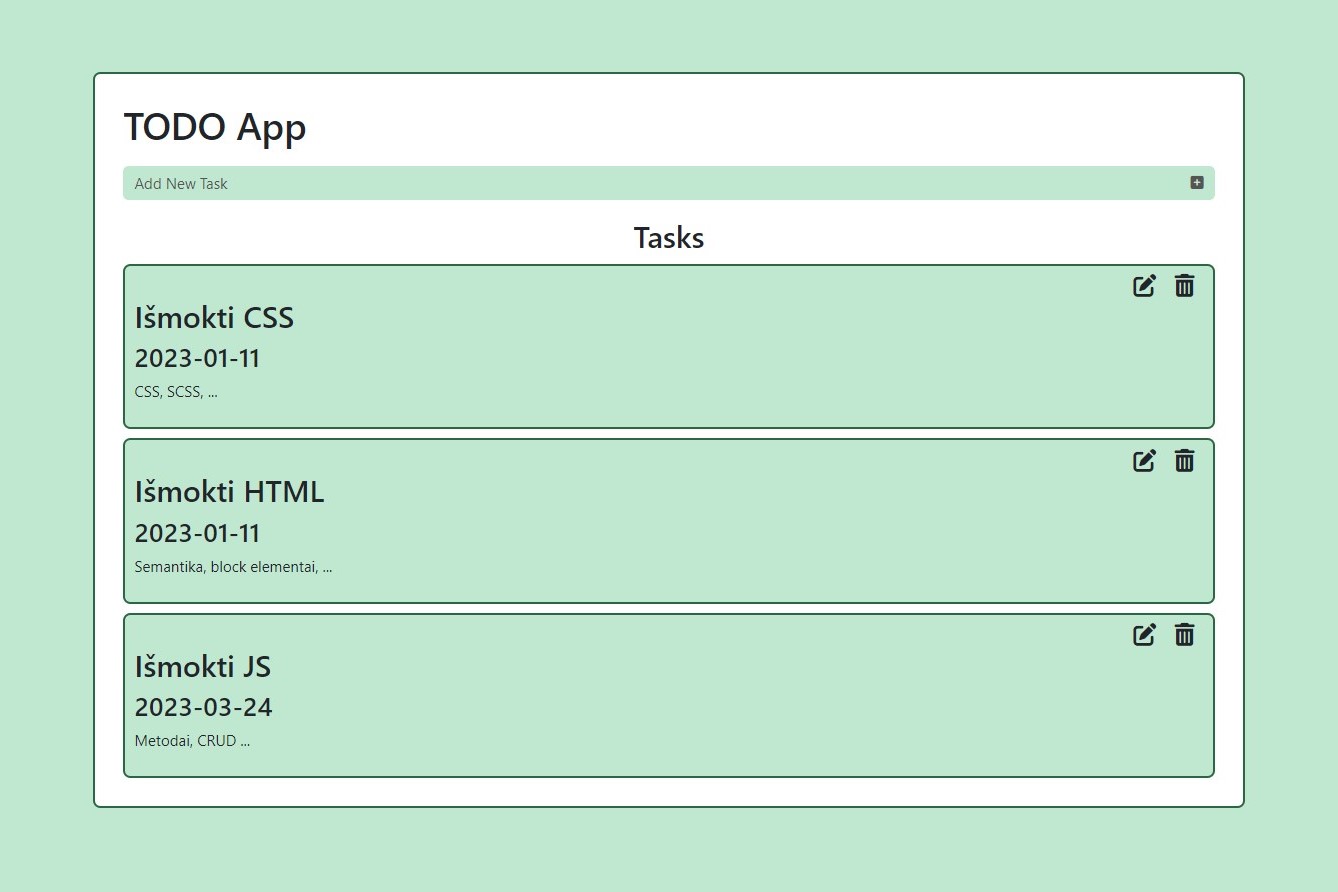 TODO App
Add New Task
Tasks
Išmokti CSS
2023-01-11
CSS, SCSS, ...
Išmokti HTML
2023-01-11
Semantika, block elementai, ...
Išmokti JS
2023-03-24
Metodai, CRUD ...